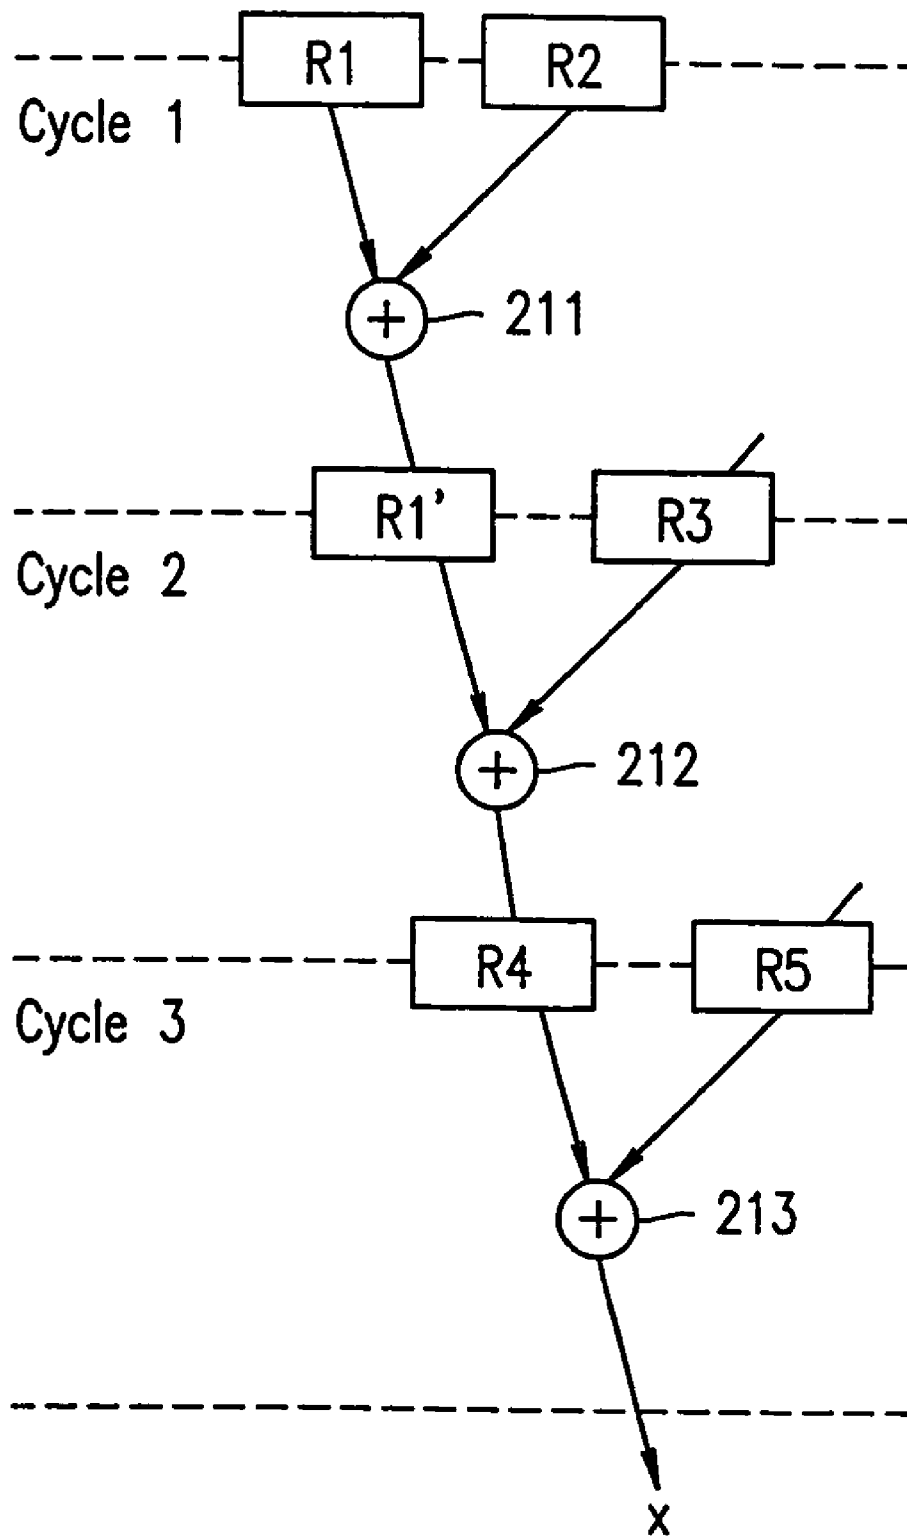 R1 R2
Cycle 1
+ 211
R1' R3
Cycle 2
+ 212
R4 R5
Cycle 3
+ 213
x